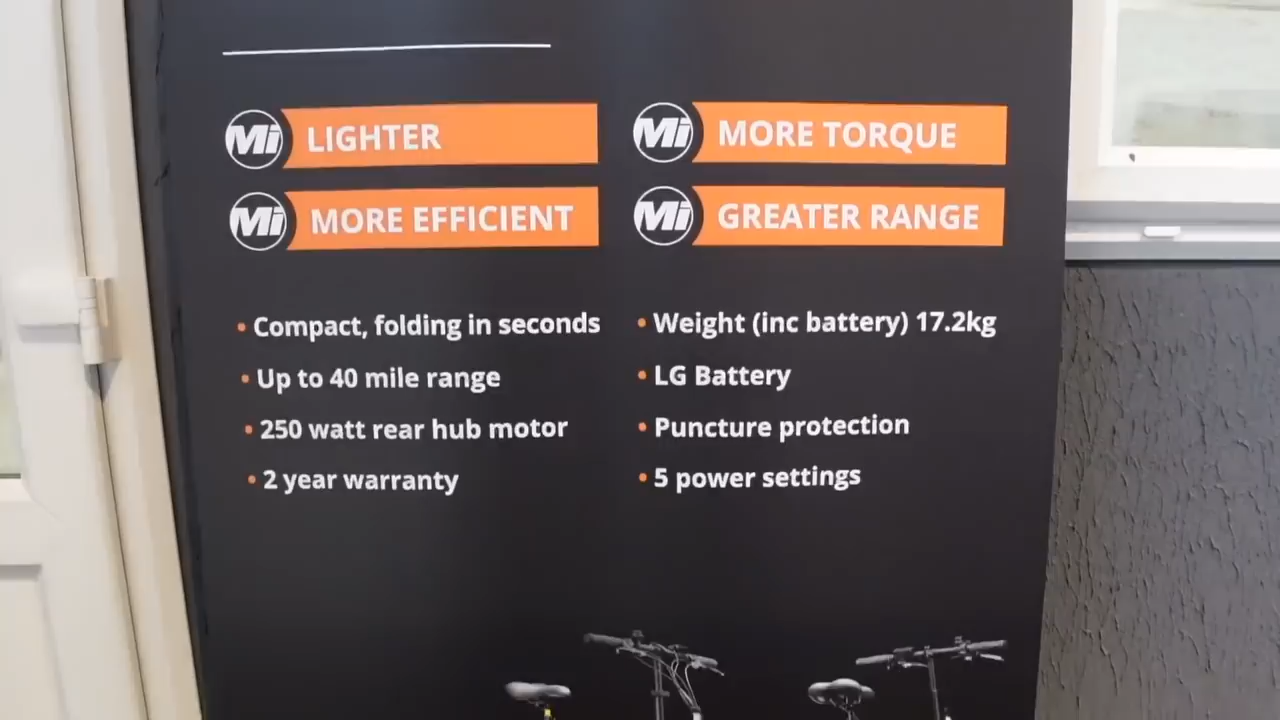 Mi LIGHTER
Mi MORE TORQUE
Mi MORE EFFICIENT
Mi GREATER RANGE
• Compact, folding in seconds
• Up to 40 mile range
• 250 watt rear hub motor
• 2 year warranty
• Weight (inc battery) 17.2kg
• LG Battery
• Puncture protection
• 5 power settings